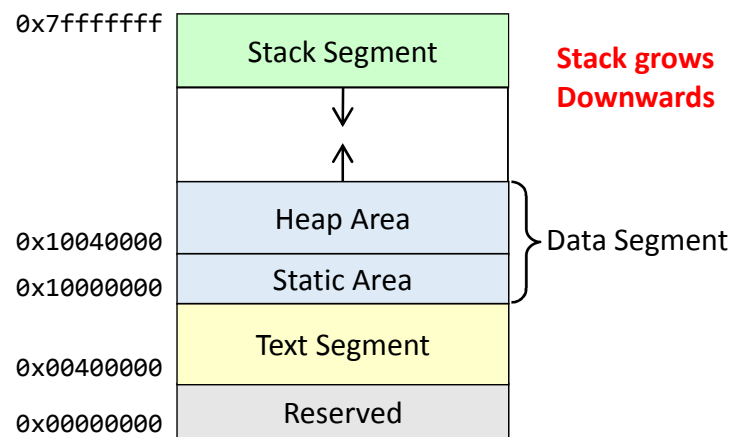 0x7fffffff
Stack Segment
Stack grows
Downwards
Heap Area
0x10040000
Data Segment
Static Area
0x10000000
Text Segment
0x00400000
Reserved
0x00000000